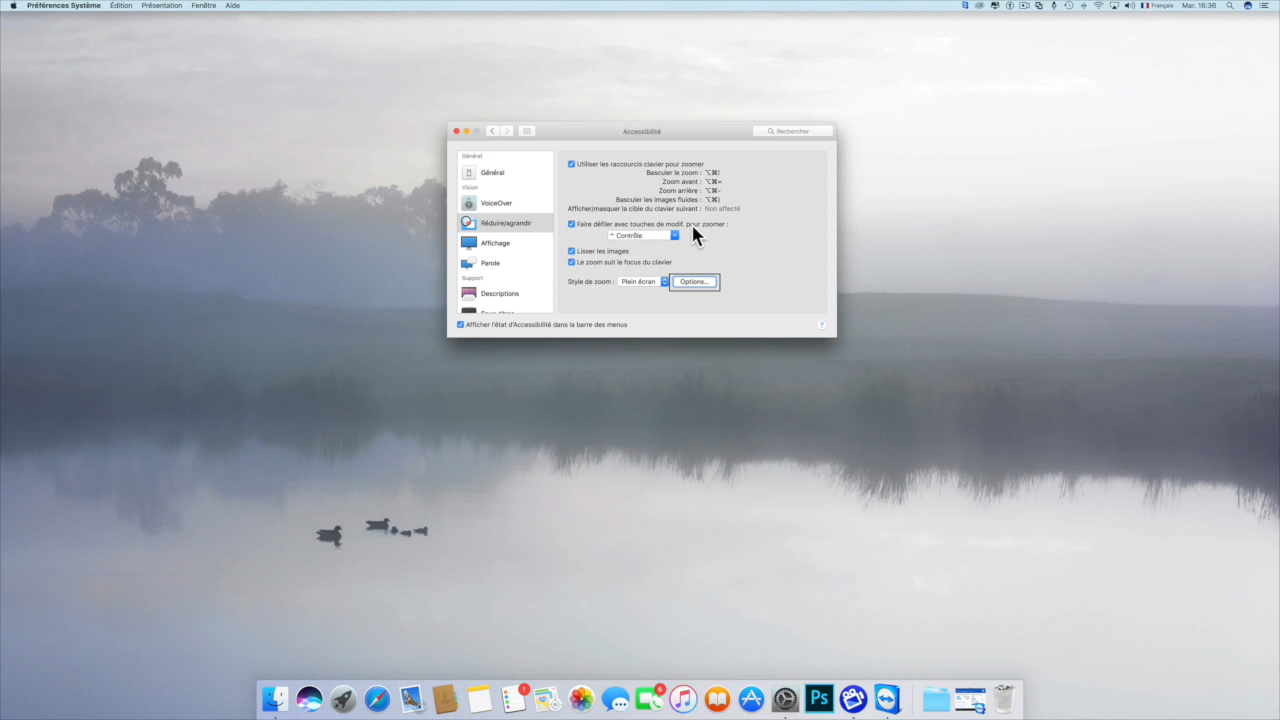 Préférences Système Édition Présentation Fenêtre Aide
Français Mar. 16:36
Accessibilité
Rechercher
Général
Général
Vision
VoiceOver
Réduire/agrandir
Affichage
Parole
Support
Descriptions
Utiliser les raccourcis clavier pour zoomer
Basculer le zoom : ⌥⌘!
Zoom avant : ⌥⌘=
Zoom arrière : ⌥⌘-
Basculer les images fluides : ⌥⌘)
Afficher/masquer la cible du clavier suivant : Non affecté
Faire défiler avec touches de modif. pour zoomer :
^ Contrôle
Lisser les images
Le zoom suit le focus du clavier
Style de zoom : Plein écran Options...
Afficher l'état d'Accessibilité dans la barre des menus
?
1
6
Ps